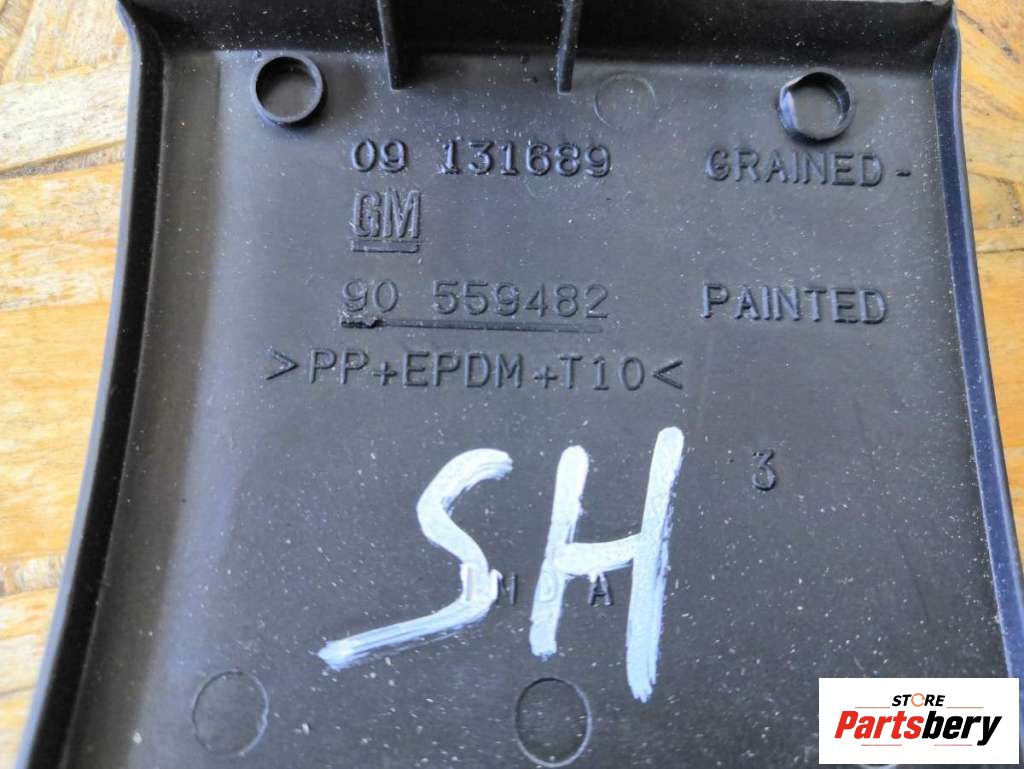 09 131689 GRAINED-
GM
90 559482 PAINTED
>PP+EPDM+T10<
3
SH
STORE
Partsbery